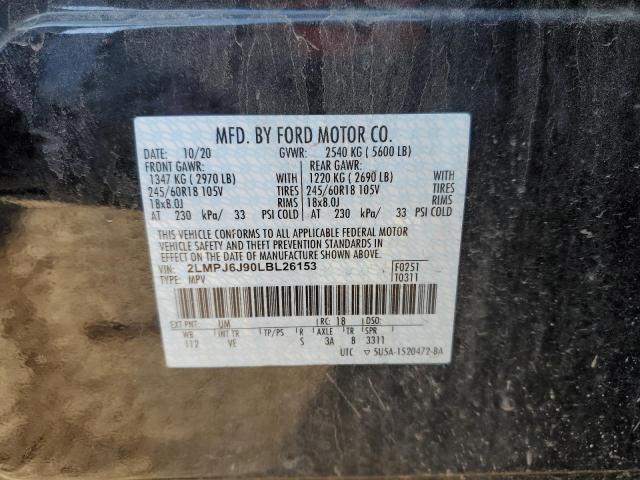 MFD. BY FORD MOTOR CO.
DATE: 10/20 GVWR: 2540 KG ( 5600 LB)
FRONT GAWR: REAR GAWR:
1347 KG ( 2970 LB) WITH 1220 KG ( 2690 LB) WITH
245/60R18 105V TIRES 245/60R18 105V TIRES
18x8.0J RIMS 18x8.0J RIMS
AT 230 kPa/ 33 PSI COLD AT 230 kPa/ 33 PSI COLD
THIS VEHICLE CONFORMS TO ALL APPLICABLE FEDERAL MOTOR
VEHICLE SAFETY AND THEFT PREVENTION STANDARDS IN
EFFECT ON THE DATE OF MANUFACTURE SHOWN ABOVE.
VIN: 2LMPJ6J90LBL26153 F0251
TYPE: MPV T0311
EXT PNT: UM RC: 18 DSO:
WB INT TR TP/PS R AXLE TR SPR
112 VE S 3A 8 3311
UTC ▽ 5U5A-1520472-BA